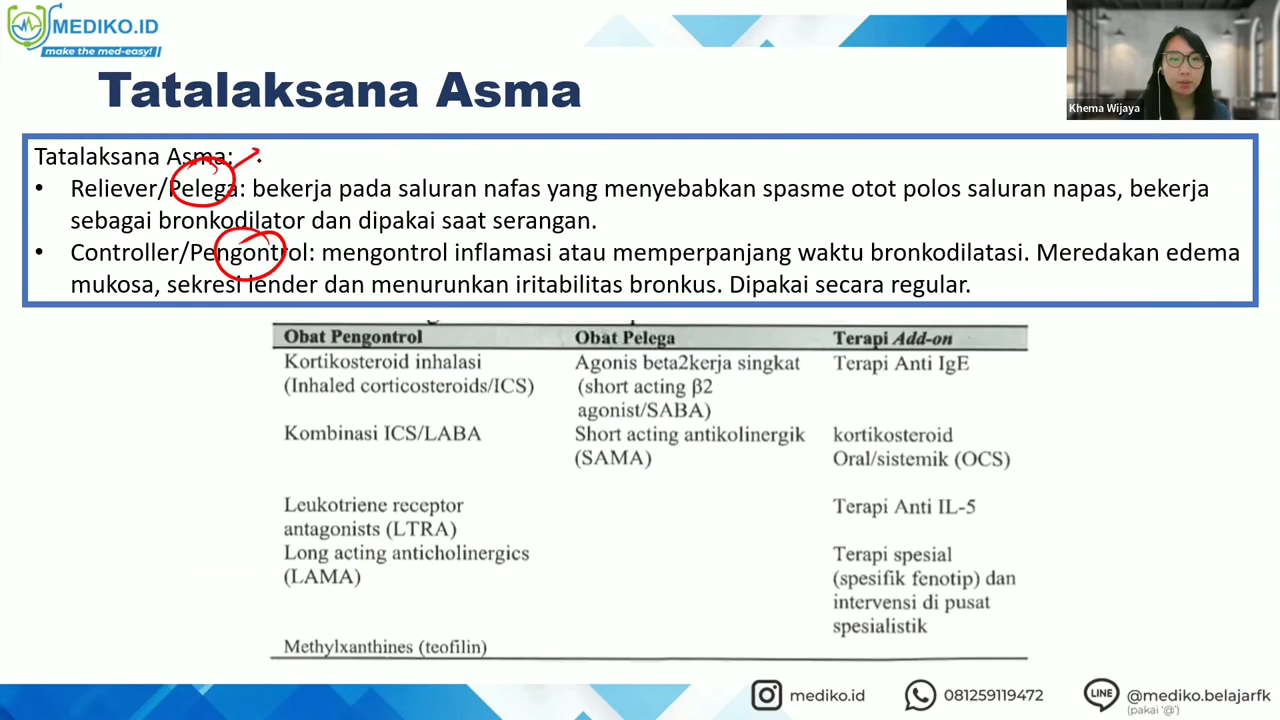 MEDIKO.ID
make the med-easy!
Tatalaksana Asma
Khema Wijaya
Tatalaksana Asma:
• Reliever/Pelega: bekerja pada saluran nafas yang menyebabkan spasme otot polos saluran napas, bekerja
sebagai bronkodilator dan dipakai saat serangan.
• Controller/Pengontrol: mengontrol inflamasi atau memperpanjang waktu bronkodilatasi. Meredakan edema
mukosa, sekresi lender dan menurunkan iritabilitas bronkus. Dipakai secara regular.
Obat Pengontrol Obat Pelega Terapi Add-on
Kortikosteroid inhalasi Agonis beta2kerja singkat Terapi Anti IgE
(Inhaled corticosteroids/ICS) (short acting β2
agonist/SABA)
Kombinasi ICS/LABA Short acting antikolinergik kortikosteroid
(SAMA) Oral/sistemik (OCS)
Leukotriene receptor Terapi Anti IL-5
antagonists (LTRA)
Long acting anticholinergics Terapi spesial
(LAMA) (spesifik fenotip) dan
intervensi di pusat
spesialistik
Methylxanthines (teofilin)
mediko.id 081259119472 LINE @mediko.belajarfk
(pakai '@')